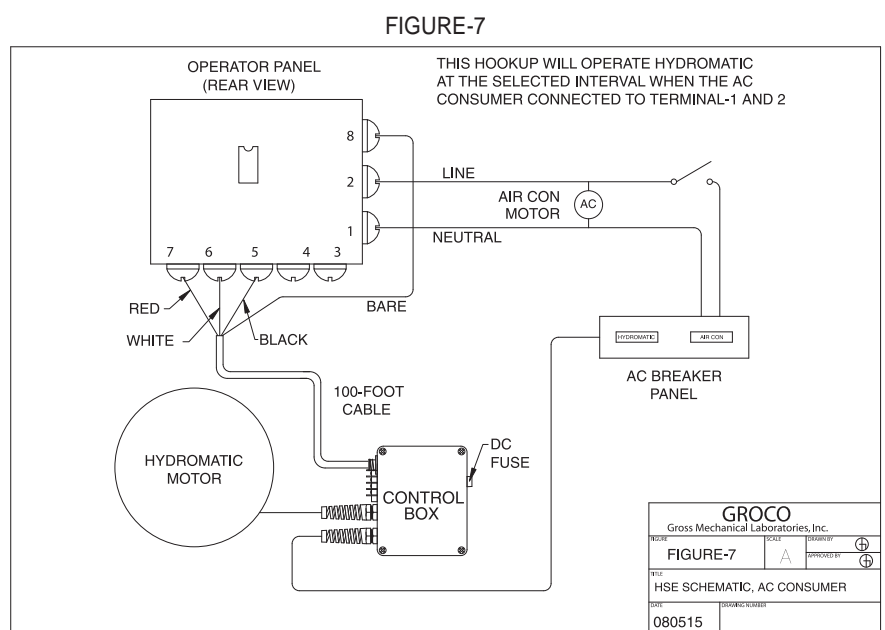 FIGURE-7
OPERATOR PANEL
(REAR VIEW)
THIS HOOKUP WILL OPERATE HYDROMATIC
AT THE SELECTED INTERVAL WHEN THE AC
CONSUMER CONNECTED TO TERMINAL-1 AND 2
8
2
1
7 6 5 4 3
LINE
AIR CON
MOTOR
AC
NEUTRAL
RED
WHITE
BLACK
BARE
HYDROMATIC
AIR CON
AC BREAKER
PANEL
100-FOOT
CABLE
HYDROMATIC
MOTOR
DC
FUSE
CONTROL
BOX
GROCO
Gross Mechanical Laboratories, Inc.
FIGURE
FIGURE-7
SCALE
A
DRAWN BY
APPROVED BY
TITLE
HSE SCHEMATIC, AC CONSUMER
DATE
080515
DRAWING NUMBER